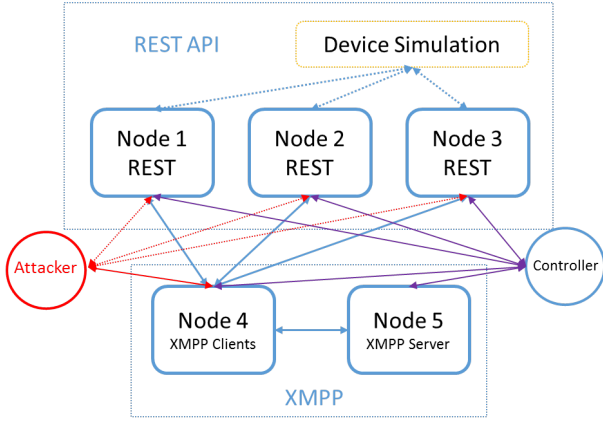 REST API
Device Simulation
Node 1
REST
Node 2
REST
Node 3
REST
Attacker
Controller
Node 4
XMPP Clients
Node 5
XMPP Server
XMPP